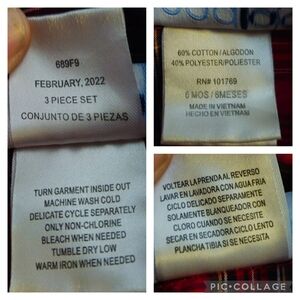 689F9
FEBRUARY, 2022
3 PIECE SET
CONJUNTO DE 3 PIEZAS
TURN GARMENT INSIDE OUT
MACHINE WASH COLD
DELICATE CYCLE SEPARATELY
ONLY NON-CHLORINE
BLEACH WHEN NEEDED
TUMBLE DRY LOW
WARM IRON WHEN NEEDED
60% COTTON/ALGODON
40% POLYESTER/POLIESTER
RN# 101769
6 MOS / 6MESES
MADE IN VIETNAM
HECHO EN VIETNAM
VOLTEAR LA PRENDA AL REVERSO
LAVAR EN LAVADORA CON AGUA FRIA
CICLO DELICADO SEPARAMENTE
SOLAMENTE BLANQUEADOR CON
CLORO CUANDO SE NECESITE
SECAR EN SECADORA CICLO LENTO
PLANCHA TIBIA SI SE NECESITA
PIC•COLLAGE